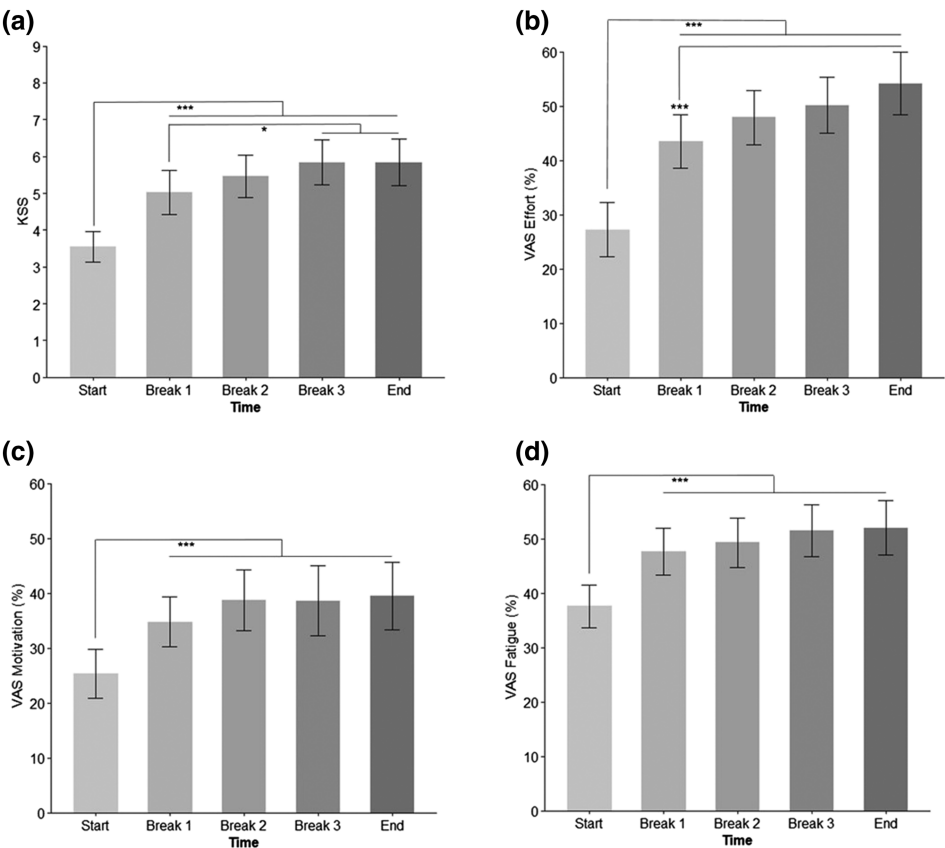 (a)
9
8
7
6
5
4
3
2
1
0
KSS
***
*
Start Break 1 Break 2 Break 3 End
Time
(b)
60
50
40
30
20
10
0
VAS Effort (%)
***
***
Start Break 1 Break 2 Break 3 End
Time
(c)
60
50
40
30
20
10
0
VAS Motivation (%)
***
Start Break 1 Break 2 Break 3 End
Time
(d)
60
50
40
30
20
10
0
VAS Fatigue (%)
***
Start Break 1 Break 2 Break 3 End
Time